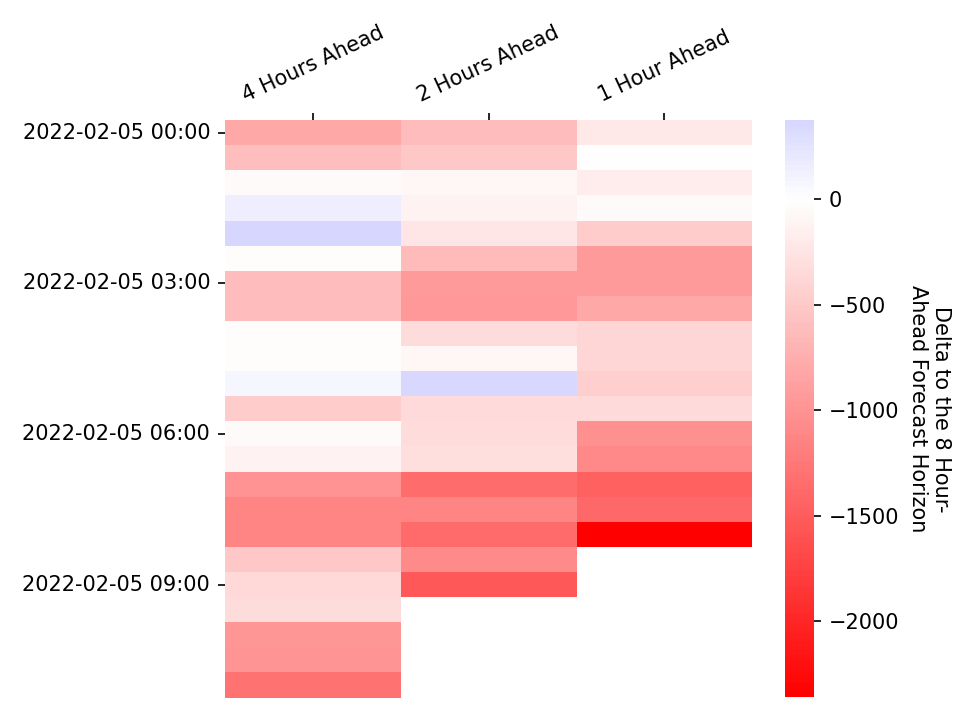 4 Hours Ahead
2 Hours Ahead
1 Hour Ahead
2022-02-05 00:00
2022-02-05 03:00
2022-02-05 06:00
2022-02-05 09:00
0
−500
−1000
−1500
−2000
Delta to the 8 Hour-
Ahead Forecast Horizon